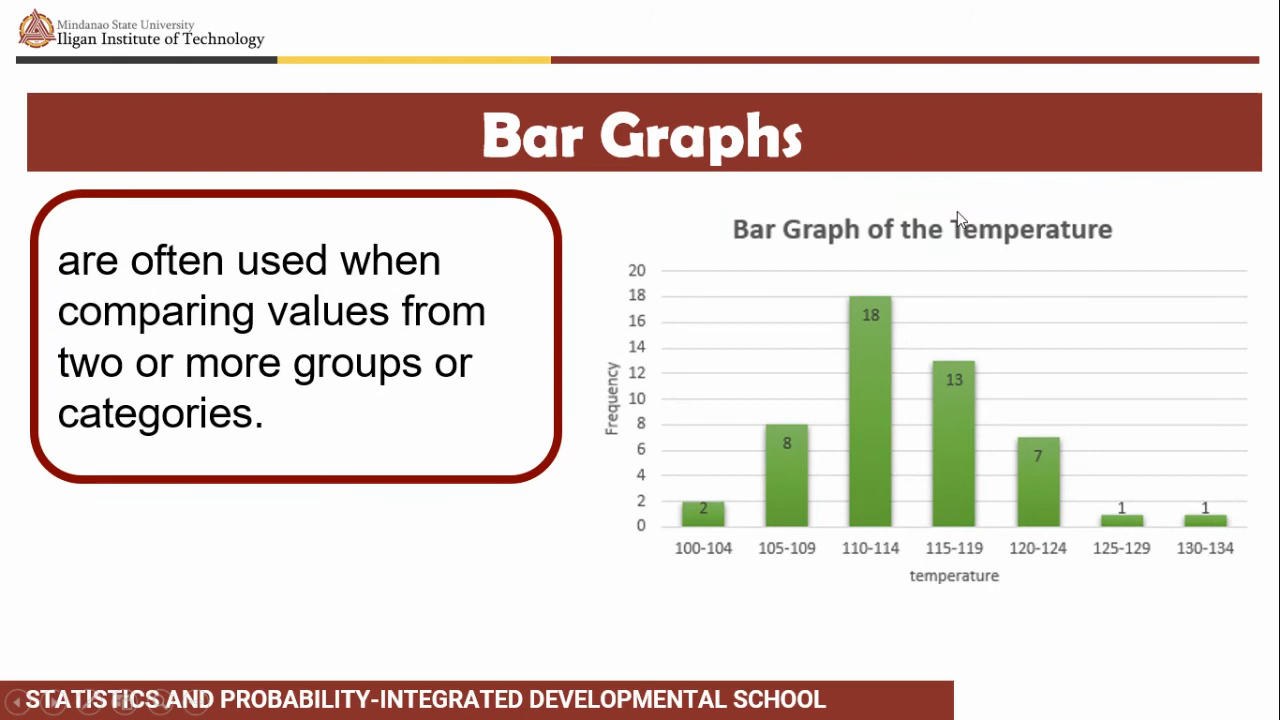 Mindanao State University
Iligan Institute of Technology
Bar Graphs
are often used when
comparing values from
two or more groups or
categories.
Bar Graph of the Temperature
Frequency
20
18
16
14
12
10
8
6
4
2
0
2
8
18
13
7
1
1
100-104 105-109 110-114 115-119 120-124 125-129 130-134
temperature
STATISTICS AND PROBABILITY-INTEGRATED DEVELOPMENTAL SCHOOL